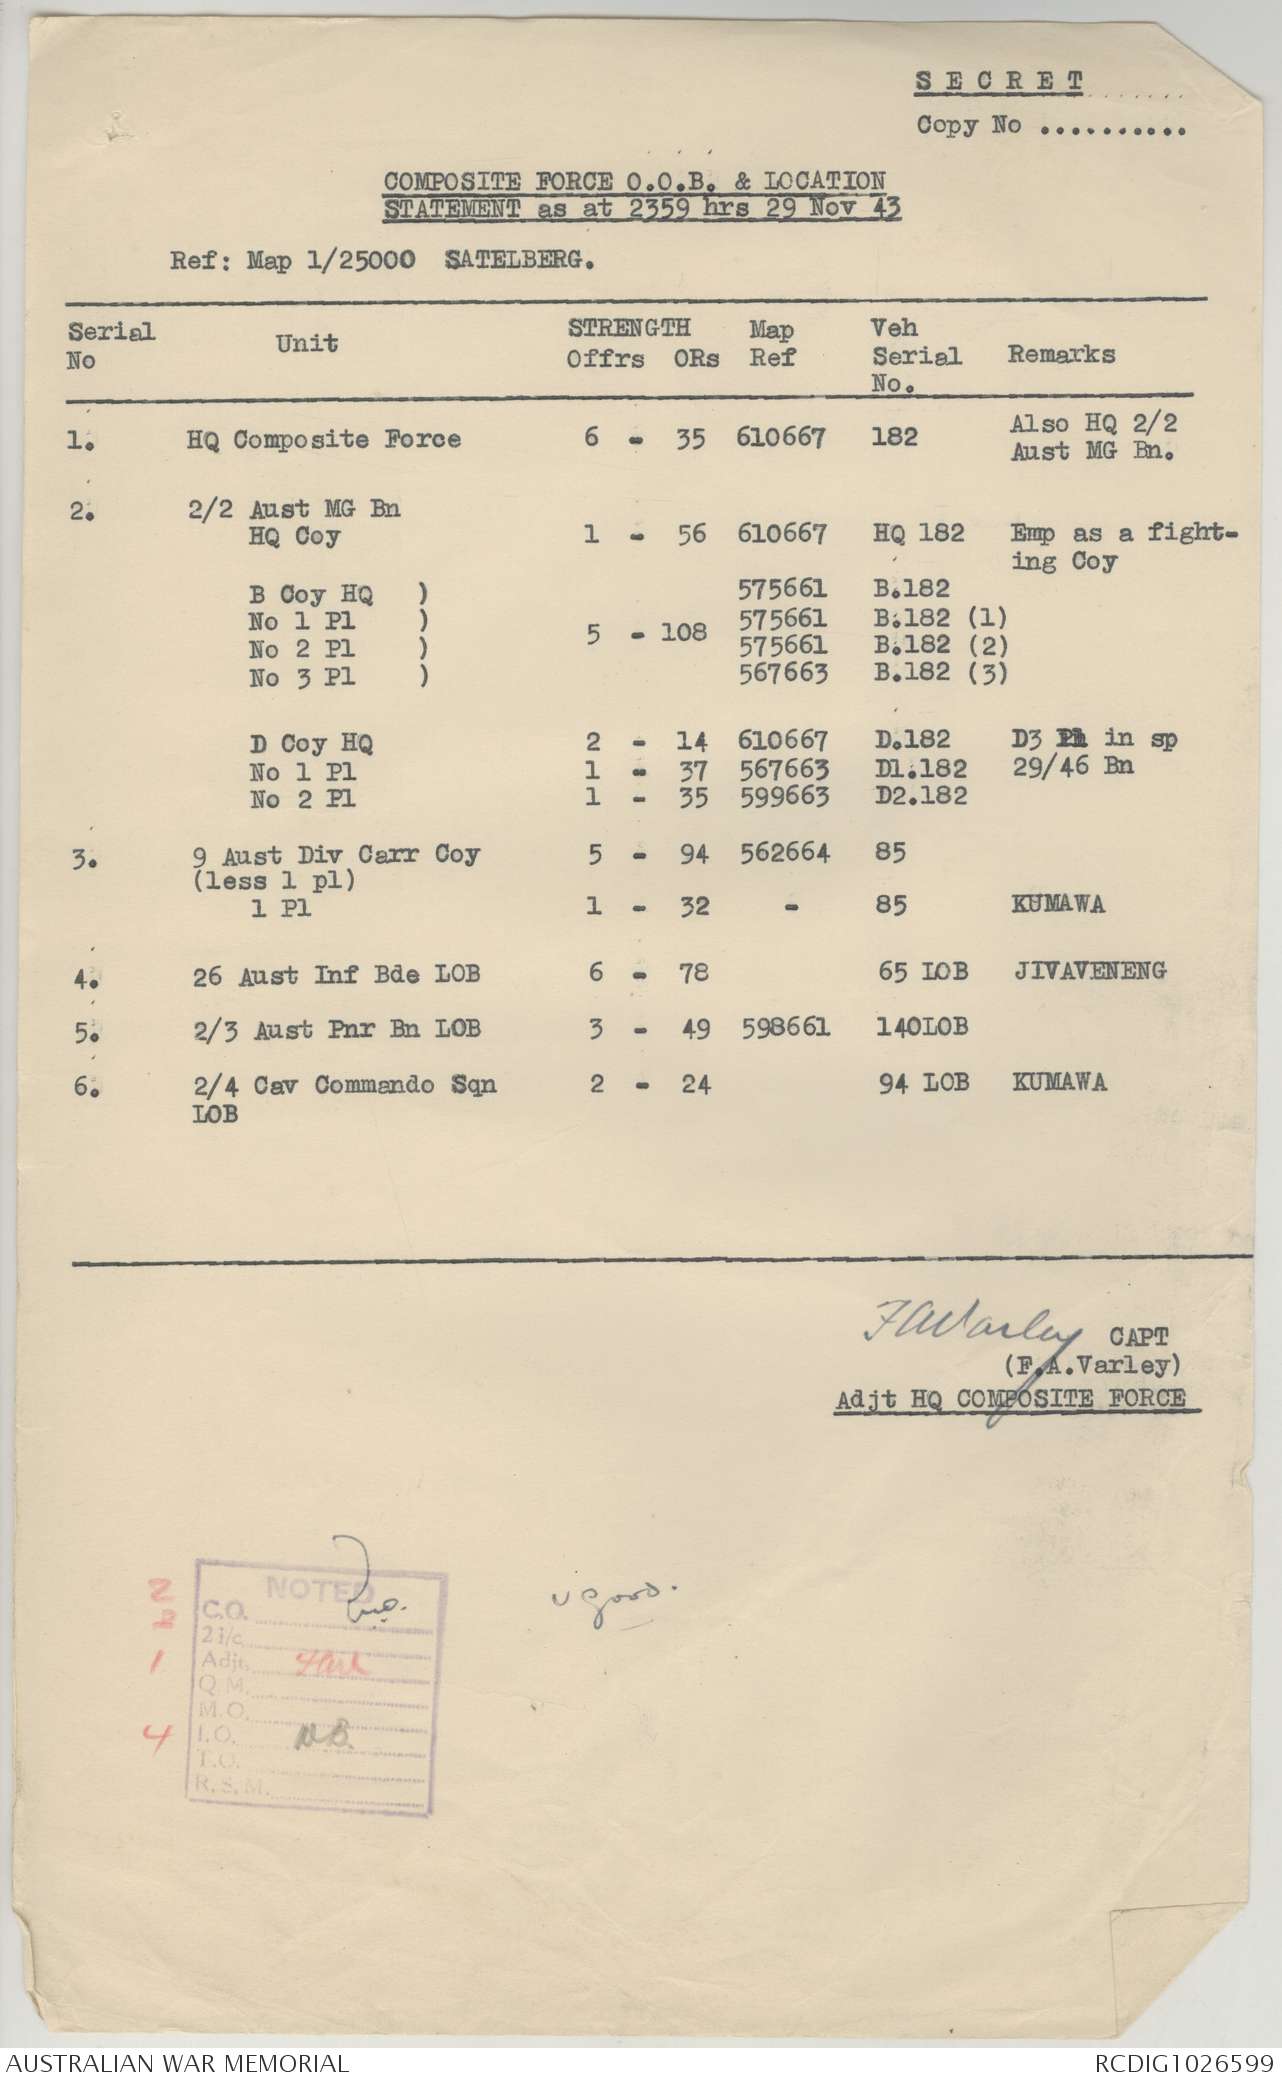 S E C R E T
Copy No ..........
COMPOSITE FORCE O.O.B. & LOCATION
STATEMENT as at 2359 hrs 29 Nov 43
Ref: Map 1/25000 SATELBERG.
Serial No Unit STRENGTH Offrs ORs Map Ref Veh Serial No. Remarks
1. HQ Composite Force 6 - 35 610667 182 Also HQ 2/2
Aust MG Bn.
2. 2/2 Aust MG Bn
HQ Coy 1 - 56 610667 HQ 182 Emp as a fight-
ing Coy
B Coy HQ ) 575661 B.182
No 1 Pl ) 575661 B.182 (1)
5 - 108
No 2 Pl ) 575661 B.182 (2)
No 3 Pl ) 567663 B.182 (3)
D Coy HQ 2 - 14 610667 D.182 D3 Pl in sp
No 1 Pl 1 - 37 567663 D1.182 29/46 Bn
No 2 Pl 1 - 35 599663 D2.182
3. 9 Aust Div Carr Coy 5 - 94 562664 85
(less 1 pl)
1 Pl 1 - 32 - 85 KUMAWA
4. 26 Aust Inf Bde LOB 6 - 78 65 LOB JIVAVENENG
5. 2/3 Aust Pnr Bn LOB 3 - 49 598661 140LOB
6. 2/4 Cav Commando Sqn 2 - 24 94 LOB KUMAWA
LOB
FAVarley CAPT
(F.A.Varley)
Adjt HQ COMPOSITE FORCE
NOTED
2 C.O.
2 i/c
1 Adjt.
Q.M.
M.O.
4 I.O. WB.
T.O.
R.S.M.
v good.
AUSTRALIAN WAR MEMORIAL
RCDIG1026599